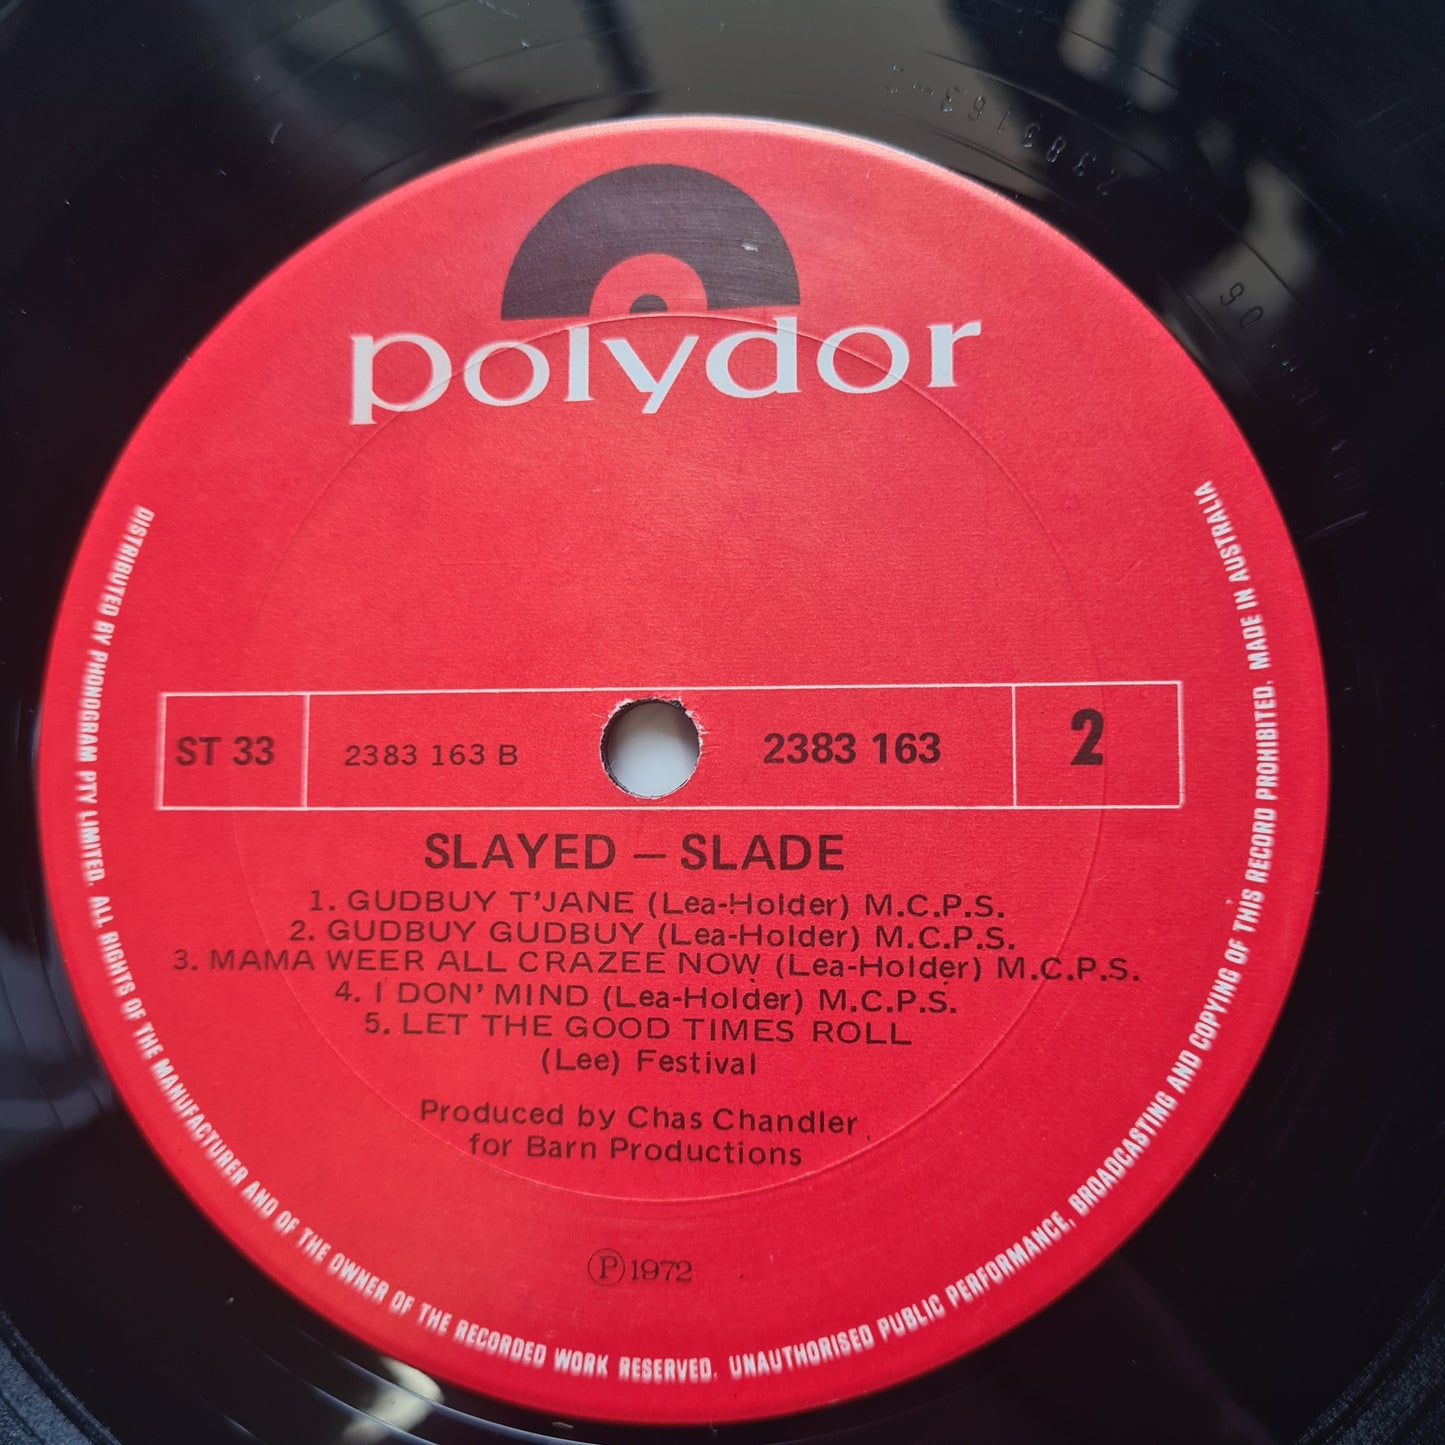 polydor
ST 33
2383 163 B
2383 163
2
SLAYED – SLADE
1. GUDBUY T'JANE (Lea-Holder) M.C.P.S.
2. GUDBUY GUDBUY (Lea-Holder) M.C.P.S.
3. MAMA WEER ALL CRAZEE NOW (Lea-Holder) M.C.P.S.
4. I DON' MIND (Lea-Holder) M.C.P.S.
5. LET THE GOOD TIMES ROLL
(Lee) Festival
Produced by Chas Chandler
for Barn Productions
Ⓟ 1972
DISTRIBUTED BY PHONOGRAM PTY LIMITED. ALL RIGHTS OF THE MANUFACTURER AND OF THE OWNER OF THE RECORDED WORK RESERVED. UNAUTHORISED PUBLIC PERFORMANCE, BROADCASTING AND COPYING OF THIS RECORD PROHIBITED. MADE IN AUSTRALIA
2383163-2